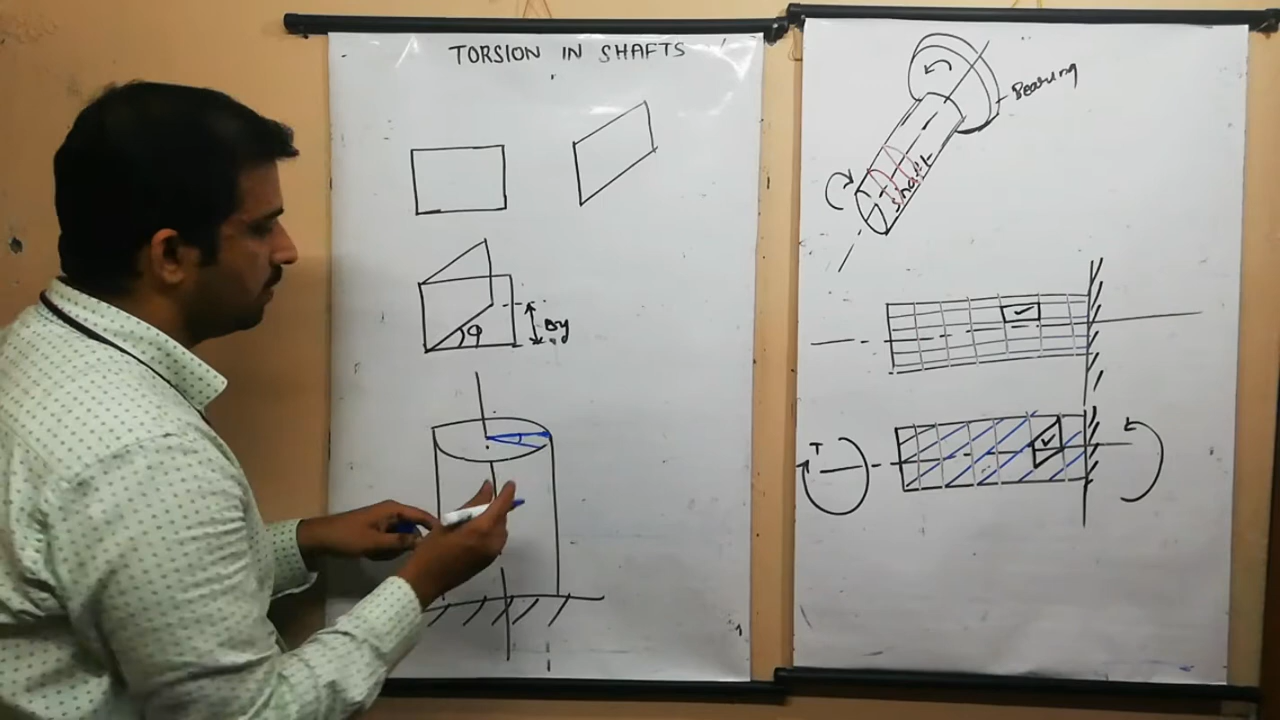 TORSION IN SHAFTS
φ
Δy
Bearing
shaft
T